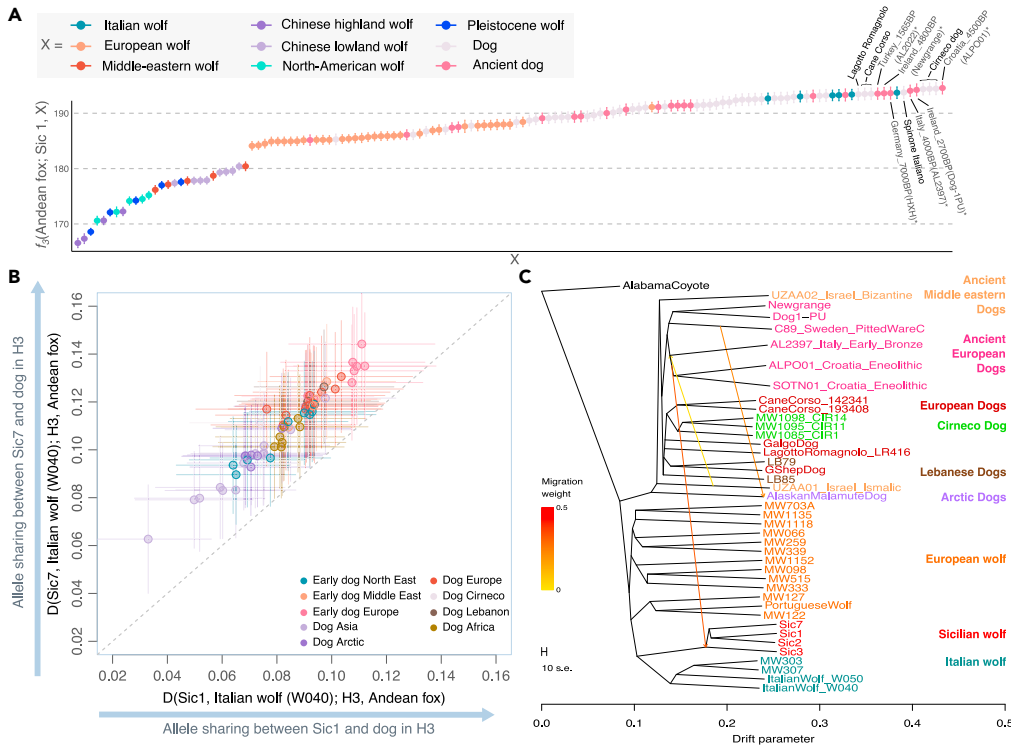 A
X =
Italian wolf
European wolf
Middle-eastern wolf
Chinese highland wolf
Chinese lowland wolf
North-American wolf
Pleistocene wolf
Dog
Ancient dog
Lagotto Romagnolo
Cane Corso
Turkey_1565BP
(AL2022)*
Ireland_4800BP
(Newgrange)*
Cirneco dog
Croatia_4500BP
(ALPO01)*
190
180
170
f3(Andean fox; Sic 1, X)
X
Germany_7000BP(HXH)*
Spinone Italiano
Italy_4000BP(AL2397)*
Ireland_2700BP(Dog-1PU)*
B
Allele sharing between Sic7 and dog in H3
D(Sic7, Italian wolf (W040); H3, Andean fox)
0.16
0.14
0.12
0.10
0.08
0.06
0.04
0.02
Early dog North East
Early dog Middle East
Early dog Europe
Dog Asia
Dog Arctic
Dog Europe
Dog Cirneco
Dog Lebanon
Dog Africa
0.02 0.04 0.06 0.08 0.10 0.12 0.14 0.16
D(Sic1, Italian wolf (W040); H3, Andean fox)
Allele sharing between Sic1 and dog in H3
C
AlabamaCoyote
UZAA02_Israel_Bizantine
Newgrange
Dog1-PU
C89_Sweden_PittedWareC
AL2397_Italy_Early_Bronze
ALPO01_Croatia_Eneolithic
SOTN01_Croatia_Eneolithic
CaneCorso_142341
CaneCorso_193408
MW1098_CIR14
MW1095_CIR11
MW1085_CIR1
GalgoDog
LagottoRomagnolo_LR416
LB79
GShepDog
LB85
UZAA01_Israel_Ismalic
AlaskanMalamuteDog
MW703A
MW1135
MW1118
MW066
MW259
MW339
MW1152
MW098
MW515
MW333
MW127
PortugueseWolf
MW122
Sic7
Sic1
Sic2
Sic3
MW303
MW307
ItalianWolf_W050
ItalianWolf_W040
Ancient
Middle eastern
Dogs
Ancient
European
Dogs
European Dogs
Cirneco Dog
Lebanese Dogs
Arctic Dogs
European wolf
Sicilian wolf
Italian wolf
Migration
weight
0.5
0
10 s.e.
0.0 0.1 0.2 0.3 0.4 0.5
Drift parameter